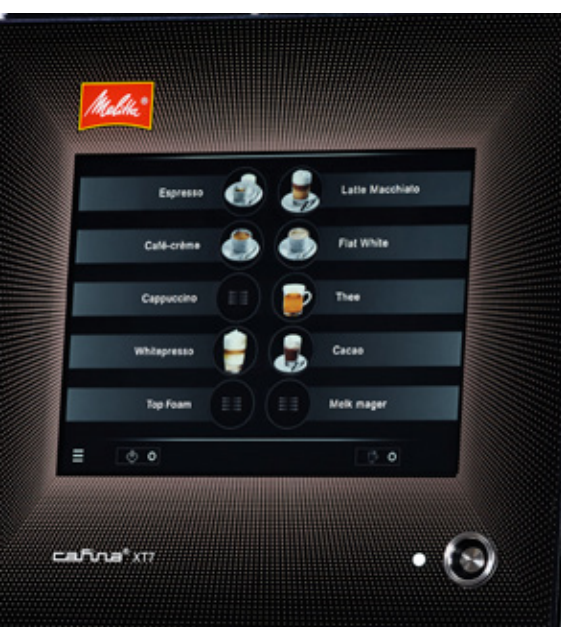 Melitta®
Espresso
Latte Macchiato
Café-crème
Flat White
Cappuccino
Thee
Whitepresso
Cacao
Top Foam
Melk mager
cafina® XT7